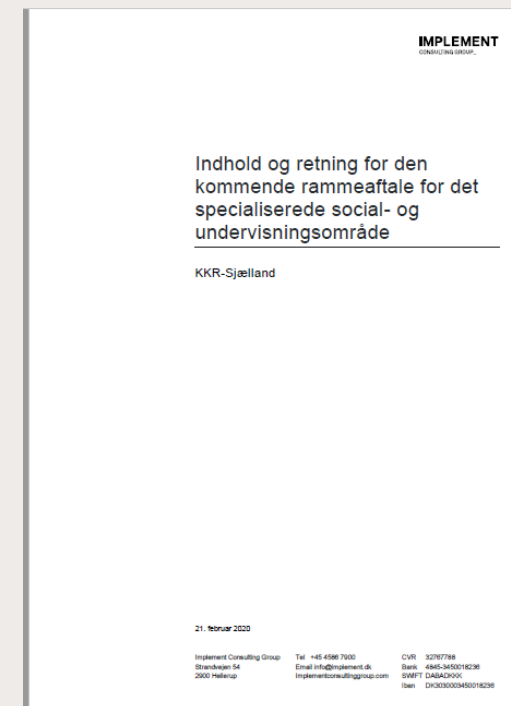 IMPLEMENT
CONSULTING GROUP_
Indhold og retning for den
kommende rammeaftale for det
specialiserede social- og
undervisningsområde
KKR-Sjælland
21. februar 2020
Implement Consulting Group Tel +45 4586 7900 CVR 32767788
Strandvejen 54 Email info@implement.dk Bank 4845-3450018236
2900 Hellerup Implementconsultinggroup.com SWIFT DABADKKK
Iban DK3030003450018236